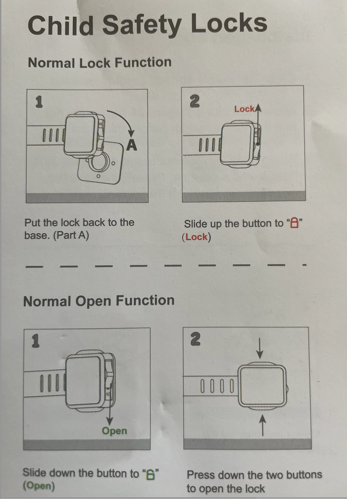 Child Safety Locks
Normal Lock Function
1
A
2
Lock
Put the lock back to the
base. (Part A)
Slide up the button to "🔒"
(Lock)
Normal Open Function
1
Open
2
Slide down the button to "🔓"
(Open)
Press down the two buttons
to open the lock